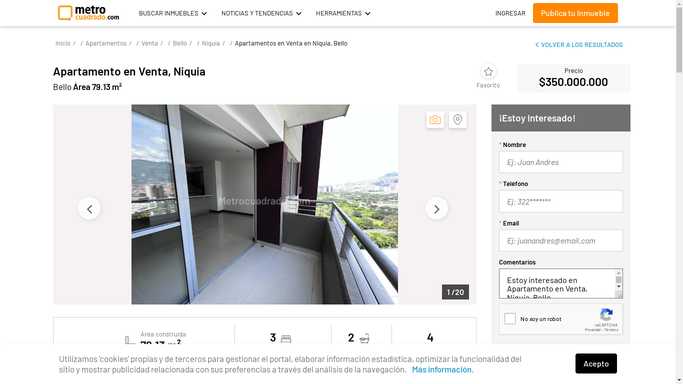 metro
cuadrado.com
BUSCAR INMUEBLES
NOTICIAS Y TENDENCIAS
HERRAMIENTAS
INGRESAR
Publica tu Inmueble
Inicio / / Apartamentos / / Venta / / Bello / / Niquia / / Apartamentos en Venta en Niquia, Bello
< VOLVER A LOS RESULTADOS
Apartamento en Venta, Niquia
Bello Área 79.13 m²
Favorito
Precio
$350.000.000
Metrocuadrado.com
1 / 20
¡Estoy Interesado!
* Nombre
Ej: Juan Andres
* Telefono
Ej: 322*******
* Email
Ej: juanandres@email.com
Comentarios
Estoy interesado en
Apartamento en Venta,
Niquia, Bello
No soy un robot
reCAPTCHA
Privacidad - Términos
Área construida
79.13 m²
3
2
4
Utilizamos 'cookies' propias y de terceros para gestionar el portal, elaborar información estadística, optimizar la funcionalidad del
sitio y mostrar publicidad relacionada con sus preferencias a través del análisis de la navegación. Más información.
Acepto